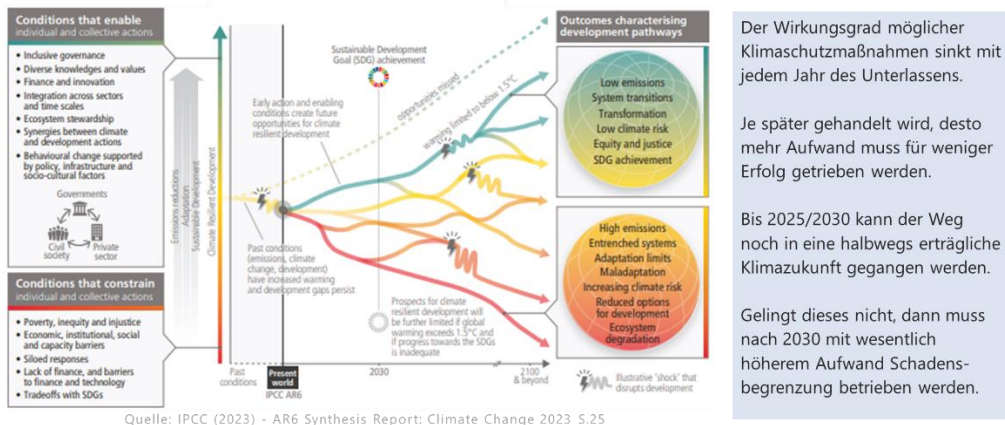 Conditions that enable
individual and collective actions
• Inclusive governance
• Diverse knowledges and values
• Finance and innovation
• Integration across sectors
and time scales
• Ecosystem stewardship
• Synergies between climate
and development actions
• Behavioural change supported
by policy, infrastructure and
socio-cultural factors
Governments
Civil
society
Private
sector
Conditions that constrain
individual and collective actions
• Poverty, inequity and injustice
• Economic, institutional, social
and capacity barriers
• Siloed responses
• Lack of finance, and barriers
to finance and technology
• Tradeoffs with SDGs
Emissions reductions
Adaptation
Sustainable Development
Climate Resilient Development
Sustainable Development
Goal (SDG) achievement
opportunities missed
warming limited to below 1.5°C
Early action and enabling
conditions create future
opportunities for climate
resilient development
Past conditions
(emissions, climate
change, development)
have increased warming
and development gaps persist
Prospects for climate
resilient development will
be further limited if global
warming exceeds 1.5°C and
if progress towards the SDGs
is inadequate
Past
conditions
Present
world
IPCC AR6
2030
2100
& beyond
Illustrative 'shock' that
disrupts development
Outcomes characterising
development pathways
Low emissions
System transitions
Transformation
Low climate risk
Equity and justice
SDG achievement
High emissions
Entrenched systems
Adaptation limits
Maladaptation
Increasing climate risk
Reduced options
for development
Ecosystem
degradation
Quelle: IPCC (2023) - AR6 Synthesis Report: Climate Change 2023 S.25
Der Wirkungsgrad möglicher
Klimaschutzmaßnahmen sinkt mit
jedem Jahr des Unterlassens.
Je später gehandelt wird, desto
mehr Aufwand muss für weniger
Erfolg getrieben werden.
Bis 2025/2030 kann der Weg
noch in eine halbwegs erträgliche
Klimazukunft gegangen werden.
Gelingt dieses nicht, dann muss
nach 2030 mit wesentlich
höherem Aufwand Schadens-
begrenzung betrieben werden.